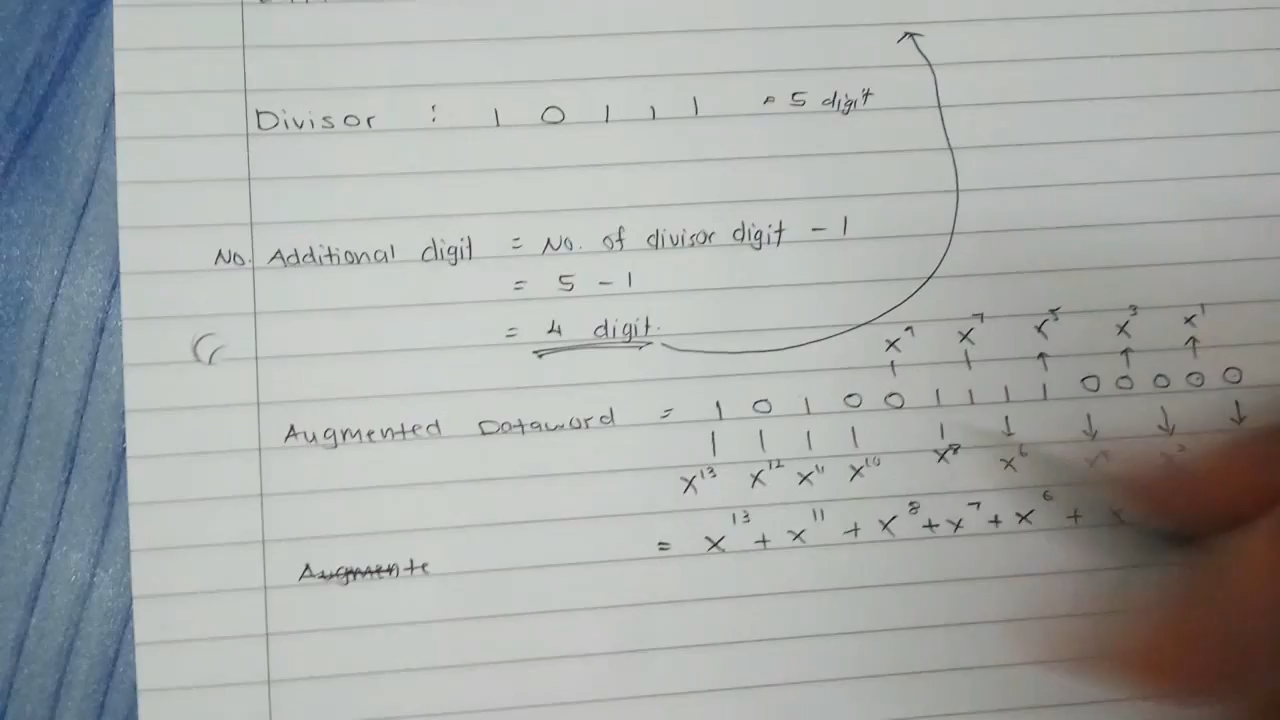 Divisor : 1 0 1 1 1 = 5 digit
No. Additional digit = No. of divisor digit - 1
= 5 - 1
= 4 digit.
x⁹ x⁷ x⁵ x³ x¹
Augmented Dataword = 1 0 1 0 0 1 1 1 1 0 0 0 0 0
x¹³ x¹² x¹¹ x¹⁰ x⁸ x⁶ x⁴ x²
= x¹³ + x¹¹ + x⁸ + x⁷ + x⁶ + x
Augmente